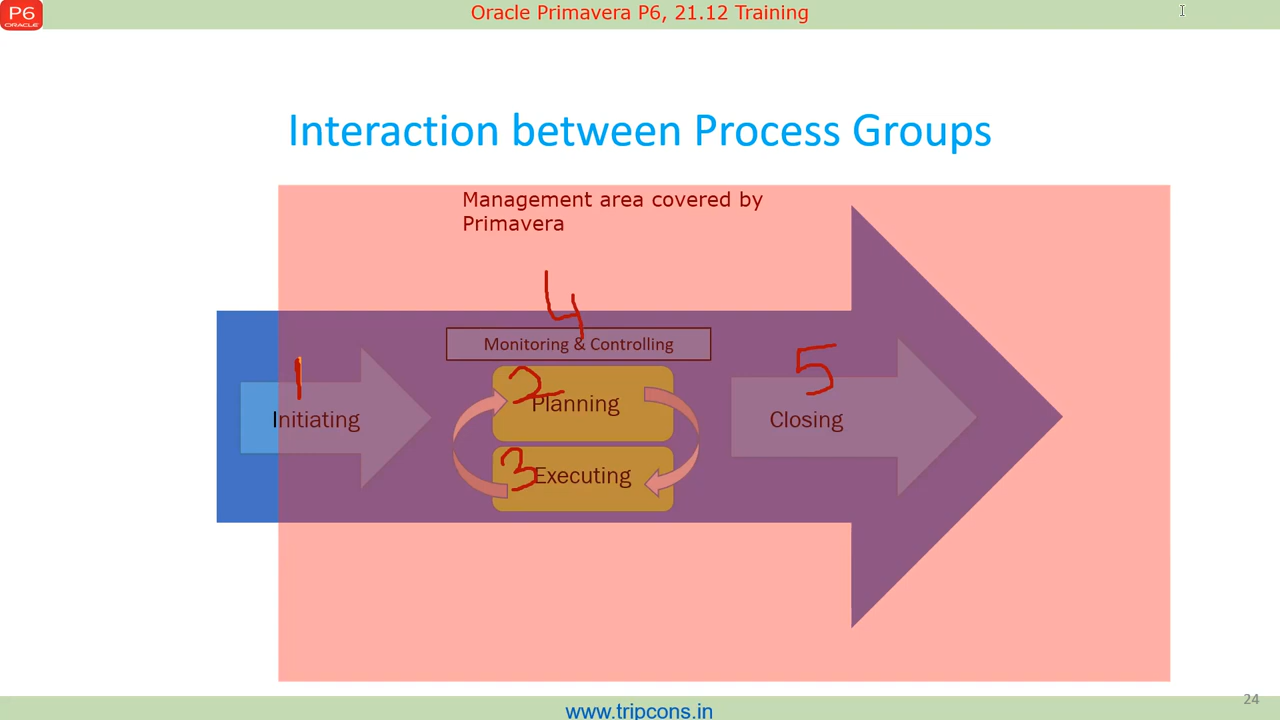 P6
ORACLE
Oracle Primavera P6, 21.12 Training
Interaction between Process Groups
Management area covered by
Primavera
4
Monitoring & Controlling
1
Initiating
2
Planning
3
Executing
5
Closing
24
www.tripcons.in